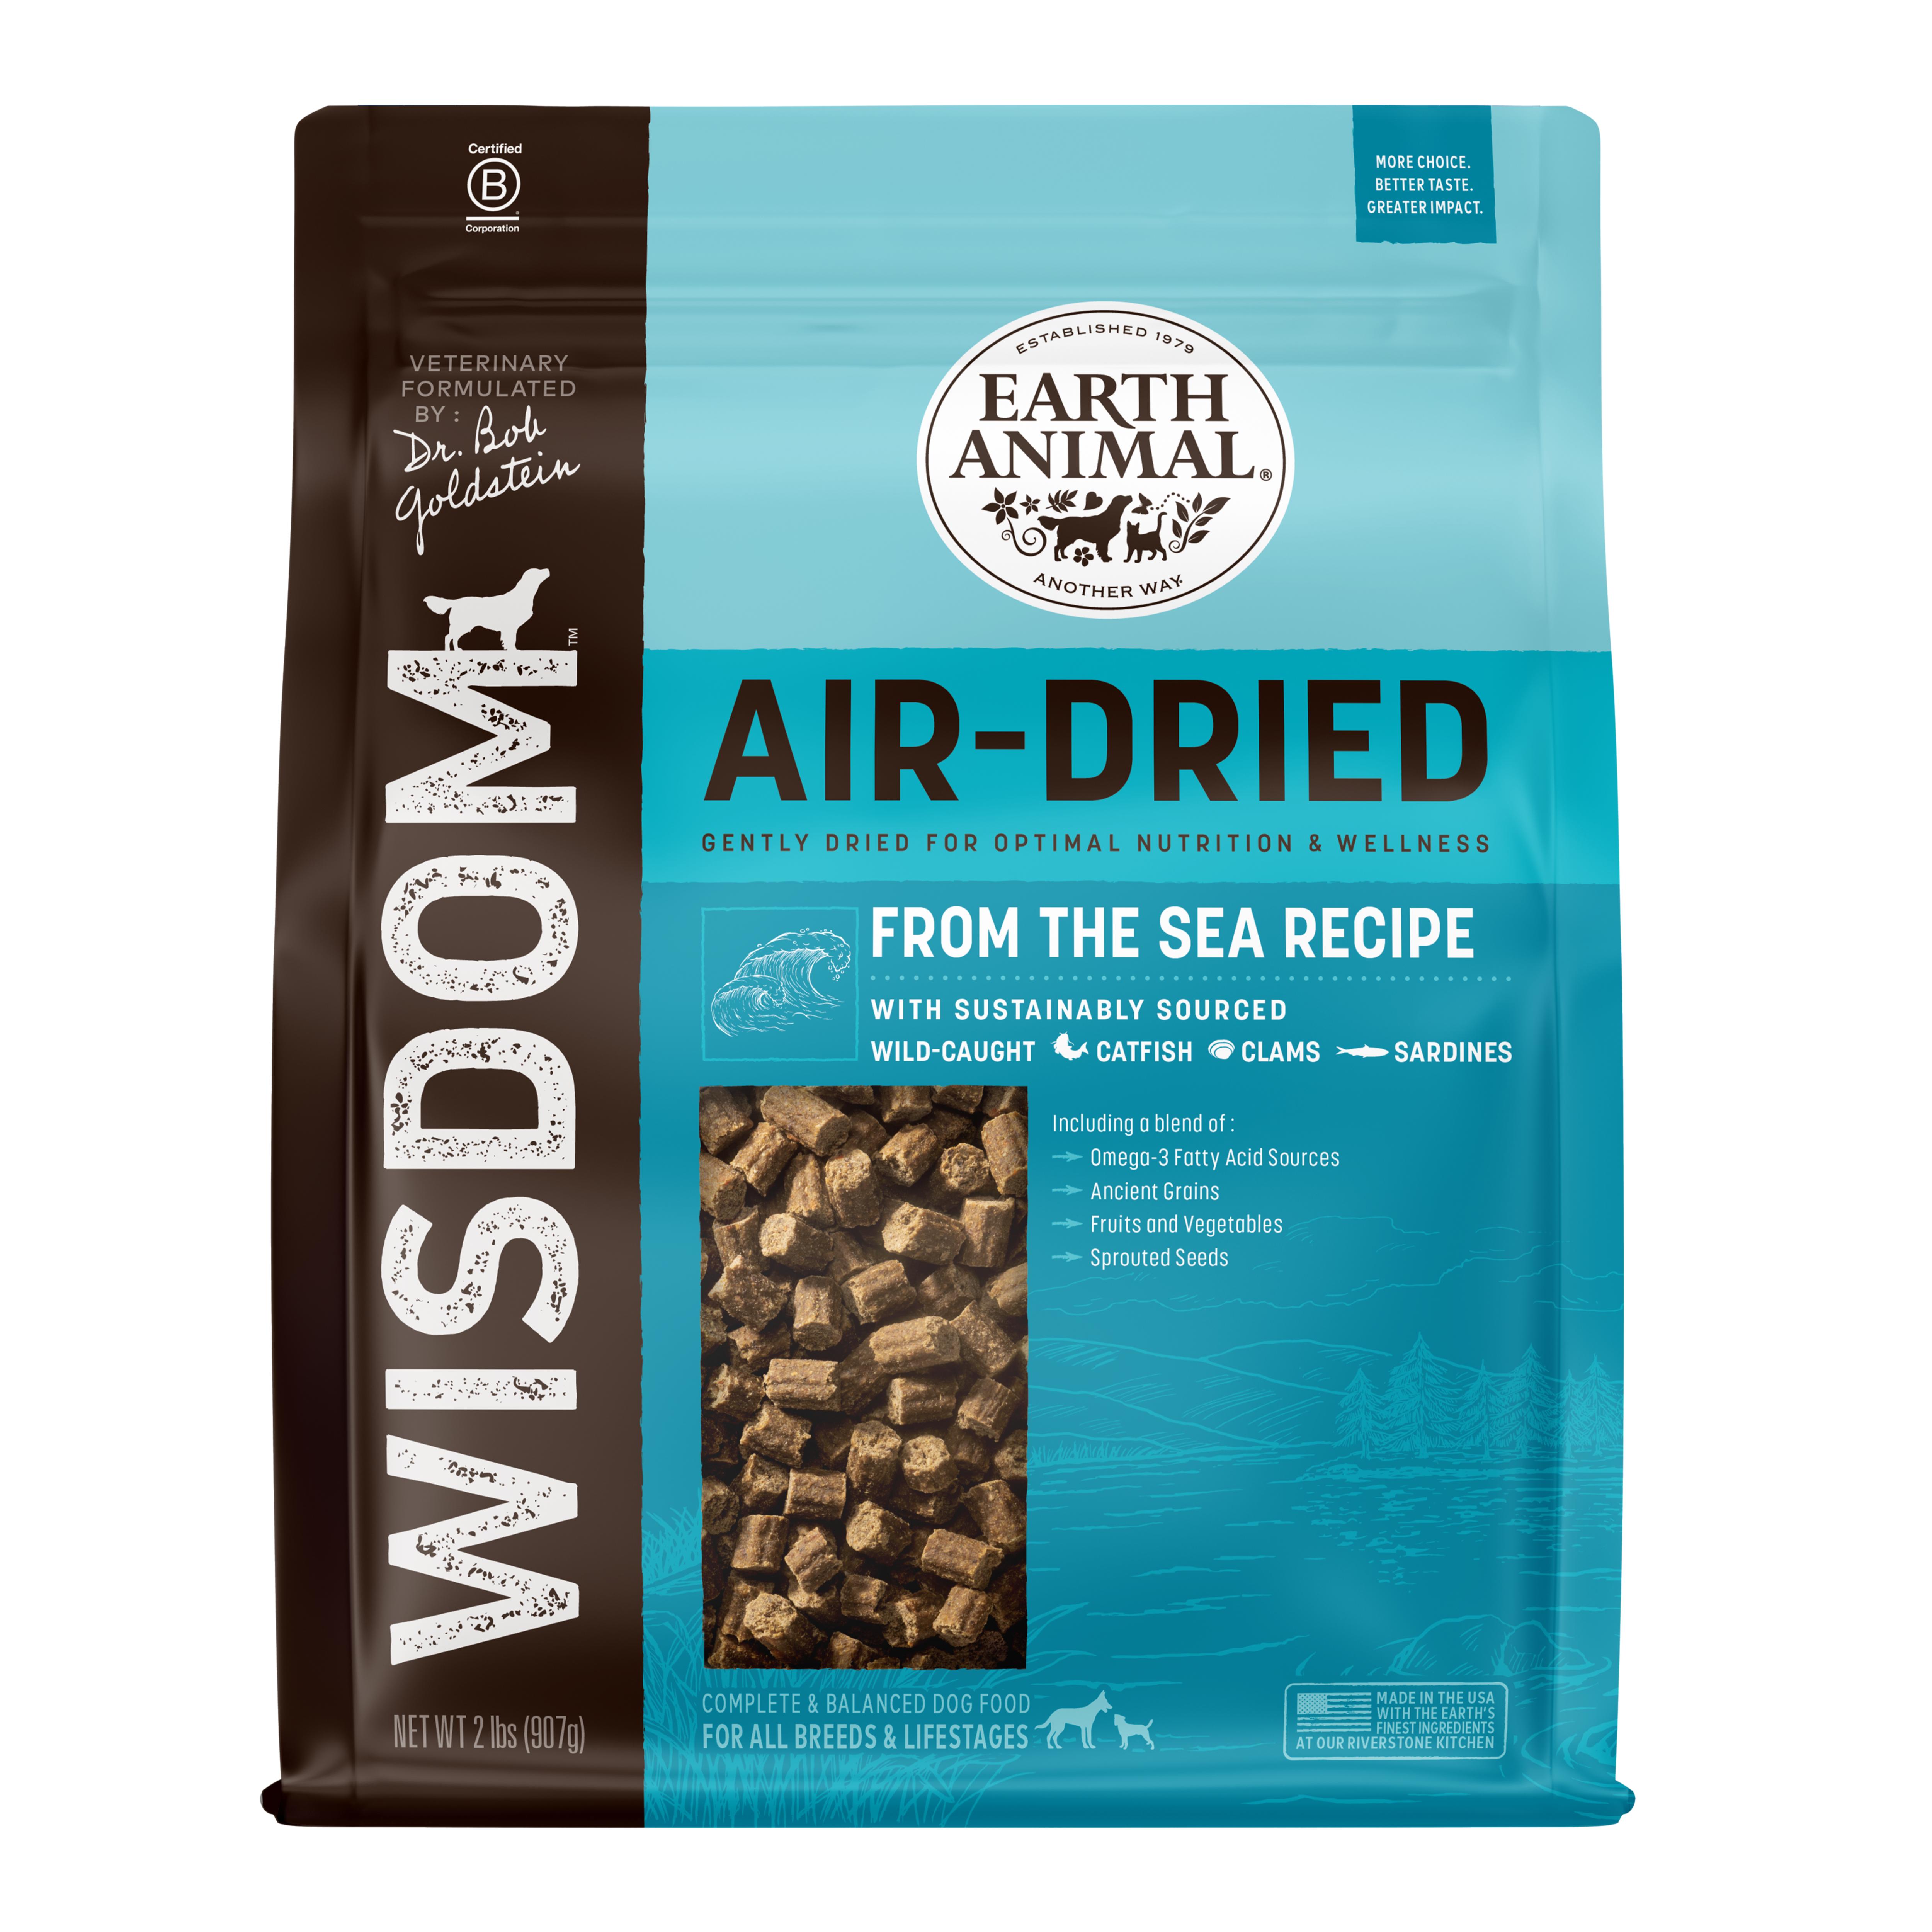 Certified
B
Corporation
MORE CHOICE.
BETTER TASTE.
GREATER IMPACT.
VETERINARY
FORMULATED
BY :
Dr. Bob
Goldstein
WISDOM™
ESTABLISHED 1979
EARTH
ANIMAL®
ANOTHER WAY.
AIR-DRIED
GENTLY DRIED FOR OPTIMAL NUTRITION & WELLNESS
FROM THE SEA RECIPE
WITH SUSTAINABLY SOURCED
WILD-CAUGHT CATFISH CLAMS SARDINES
Including a blend of :
Omega-3 Fatty Acid Sources
Ancient Grains
Fruits and Vegetables
Sprouted Seeds
NET WT 2 lbs (907g)
COMPLETE & BALANCED DOG FOOD
FOR ALL BREEDS & LIFESTAGES
MADE IN THE USA
WITH THE EARTH'S
FINEST INGREDIENTS
AT OUR RIVERSTONE KITCHEN